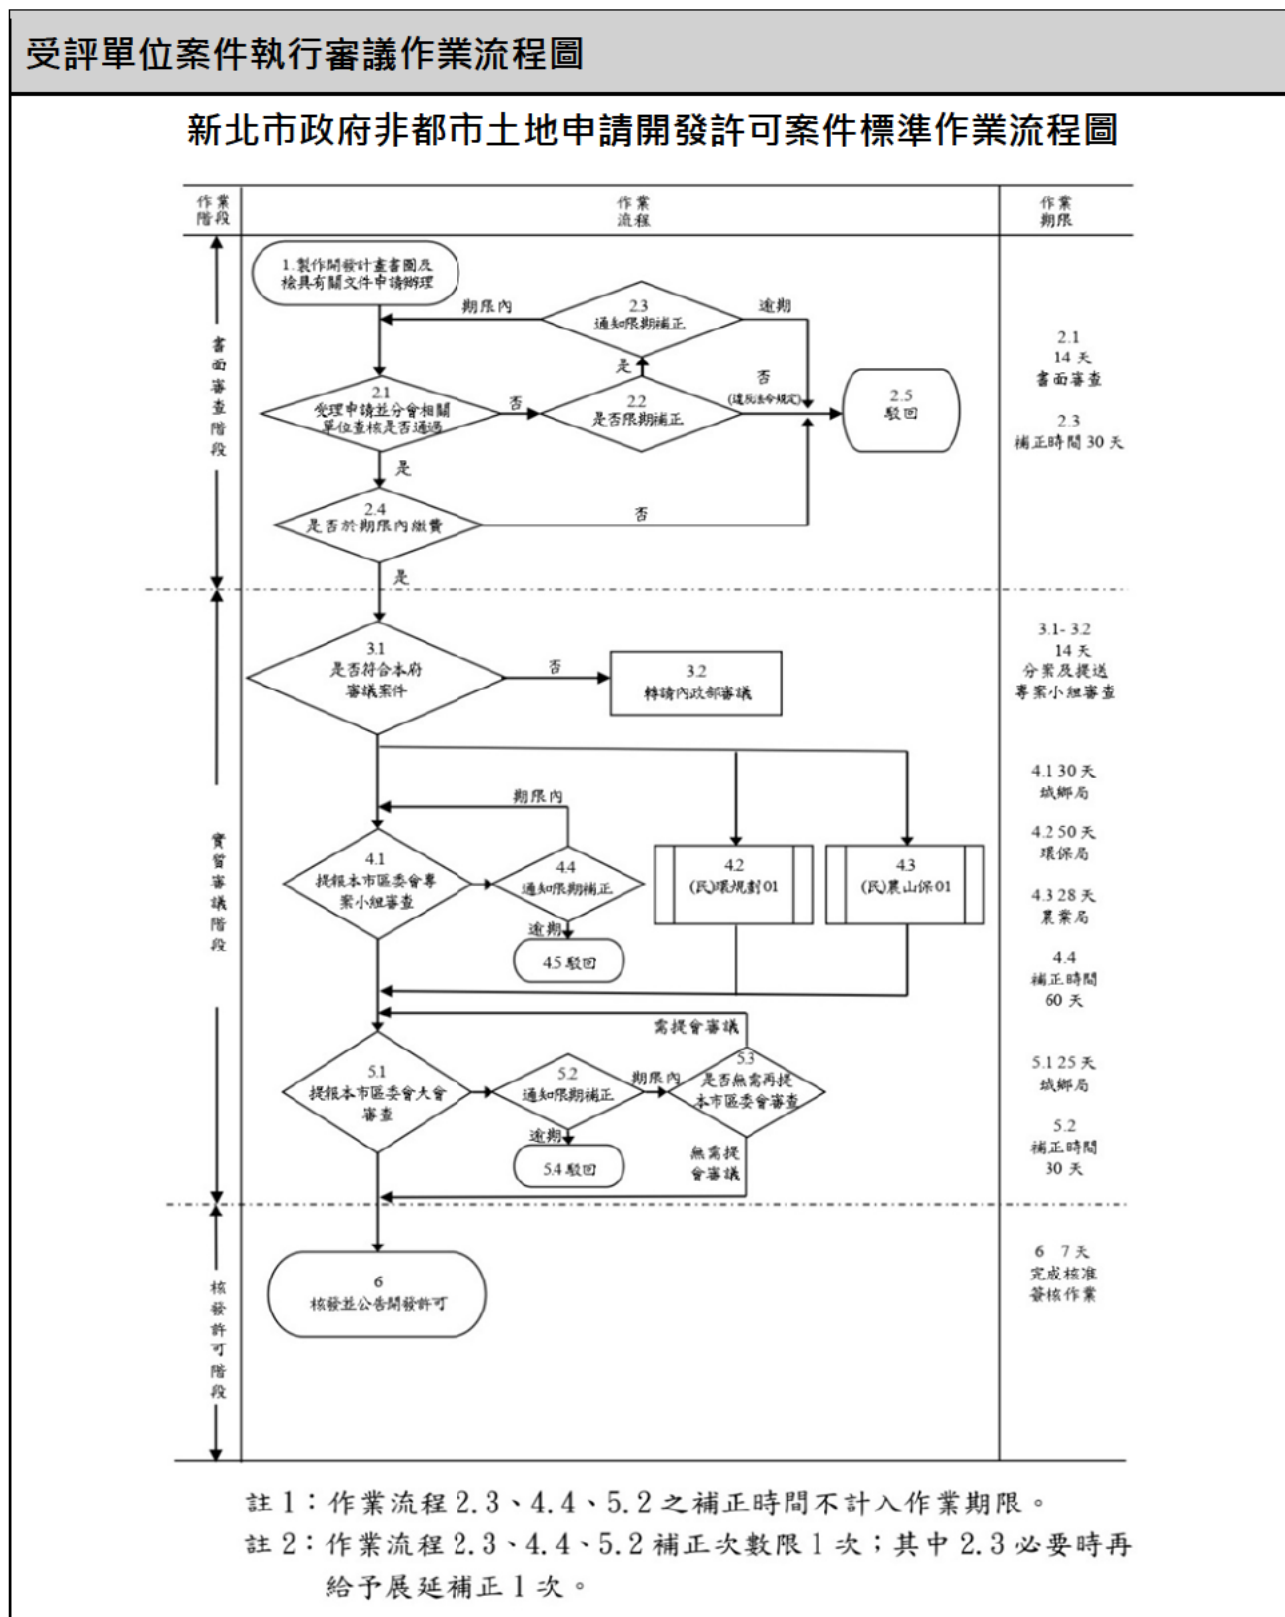 受評單位案件執行審議作業流程圖
新北市政府非都市土地申請開發許可案件標準作業流程圖
作業
階段
作業
流程
作業
期限
書面審查階段
1.製作開發計畫書圖及
檢具有關文件申請辦理
期限內
2.3
通知限期補正
逾期
是
否
(違反法令規定)
2.1
受理申請並分會相關
單位查核是否通過
否
2.2
是否限期補正
2.5
駁回
是
2.4
是否於期限內繳費
否
是
2.1
14 天
書面審查
2.3
補正時間 30 天
實質審議階段
3.1
是否符合本府
審議案件
否
3.2
轉請內政部審議
3.1- 3.2
14 天
分案及提送
專案小組審查
期限內
4.1
提報本市區委會專
案小組審查
4.4
通知限期補正
4.2
(民)環規劃01
4.3
(民)農山保01
逾期
4.5 駁回
4.1 30 天
城鄉局
4.2 50 天
環保局
4.3 28 天
農業局
4.4
補正時間
60 天
需提會審議
5.1
提報本市區委會大會
審查
5.2
通知限期補正
期限內
5.3
是否無需再提
本市區委會審查
逾期
5.4 駁回
無需提
會審議
5.1 25 天
城鄉局
5.2
補正時間
30 天
核發許可階段
6
核發並公告開發許可
6 7 天
完成核准
簽核作業
註 1：作業流程 2.3、4.4、5.2 之補正時間不計入作業期限。
註 2：作業流程 2.3、4.4、5.2 補正次數限 1 次；其中 2.3 必要時再
給予展延補正 1 次。